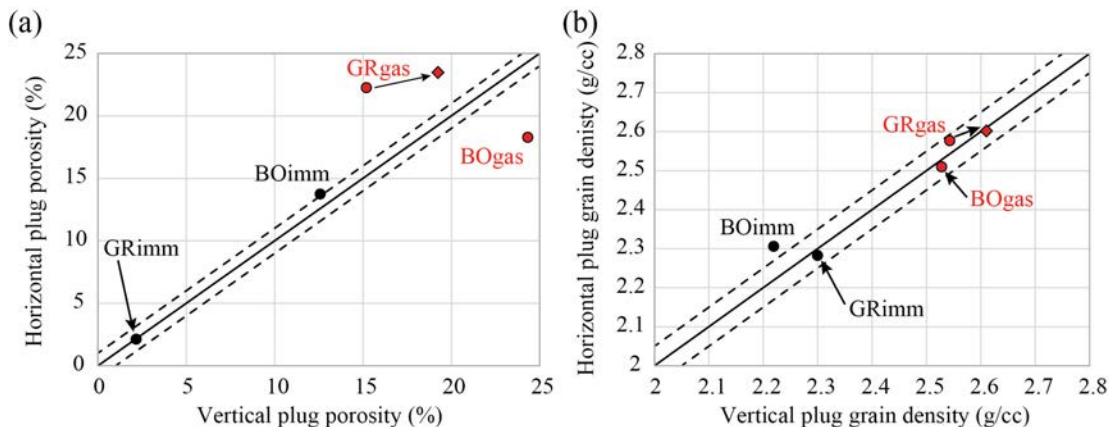 (a)
Horizontal plug porosity (%)
25
20
15
10
5
0
GRgas
BOgas
BOimm
GRimm
0 5 10 15 20 25
Vertical plug porosity (%)
(b)
Horizontal plug grain denisty (g/cc)
2.8
2.7
2.6
2.5
2.4
2.3
2.2
2.1
2
GRgas
BOgas
BOimm
GRimm
2 2.1 2.2 2.3 2.4 2.5 2.6 2.7 2.8
Vertical plug grain density (g/cc)